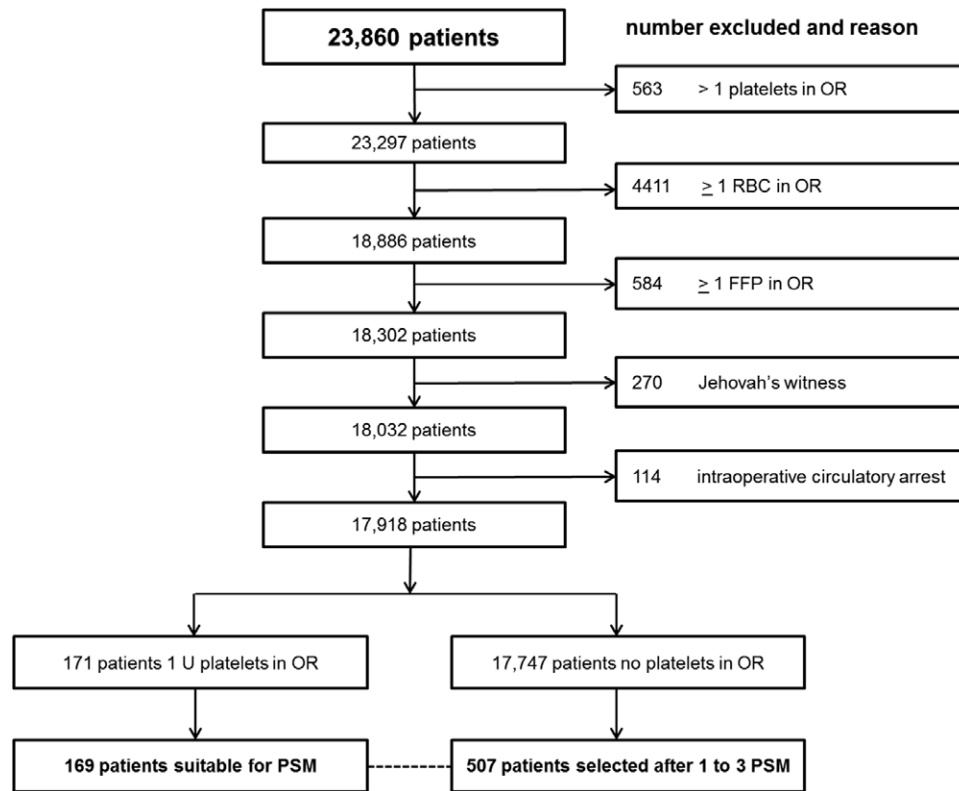 23,860 patients
number excluded and reason
563 > 1 platelets in OR
23,297 patients
4411 ≥ 1 RBC in OR
18,886 patients
584 ≥ 1 FFP in OR
18,302 patients
270 Jehovah's witness
18,032 patients
114 intraoperative circulatory arrest
17,918 patients
171 patients 1 U platelets in OR
17,747 patients no platelets in OR
169 patients suitable for PSM
507 patients selected after 1 to 3 PSM